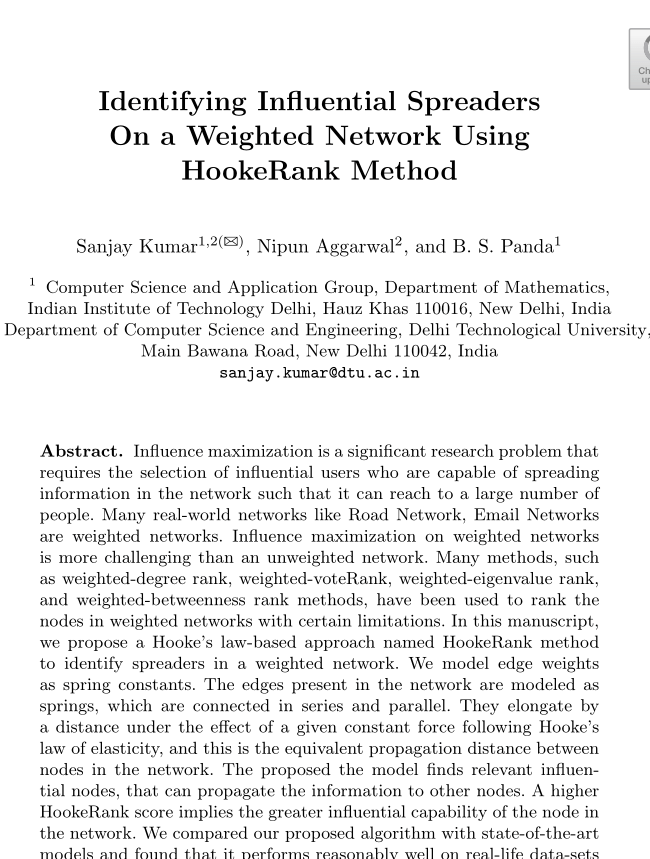 Identifying Influential Spreaders
On a Weighted Network Using
HookeRank Method
Sanjay Kumar1,2(✉), Nipun Aggarwal2, and B. S. Panda1
1 Computer Science and Application Group, Department of Mathematics,
Indian Institute of Technology Delhi, Hauz Khas 110016, New Delhi, India
Department of Computer Science and Engineering, Delhi Technological University,
Main Bawana Road, New Delhi 110042, India
sanjay.kumar@dtu.ac.in
Abstract. Influence maximization is a significant research problem that
requires the selection of influential users who are capable of spreading
information in the network such that it can reach to a large number of
people. Many real-world networks like Road Network, Email Networks
are weighted networks. Influence maximization on weighted networks
is more challenging than an unweighted network. Many methods, such
as weighted-degree rank, weighted-voteRank, weighted-eigenvalue rank,
and weighted-betweenness rank methods, have been used to rank the
nodes in weighted networks with certain limitations. In this manuscript,
we propose a Hooke's law-based approach named HookeRank method
to identify spreaders in a weighted network. We model edge weights
as spring constants. The edges present in the network are modeled as
springs, which are connected in series and parallel. They elongate by
a distance under the effect of a given constant force following Hooke's
law of elasticity, and this is the equivalent propagation distance between
nodes in the network. The proposed the model finds relevant influen-
tial nodes, that can propagate the information to other nodes. A higher
HookeRank score implies the greater influential capability of the node in
the network. We compared our proposed algorithm with state-of-the-art
models and found that it performs reasonably well on real-life data-sets